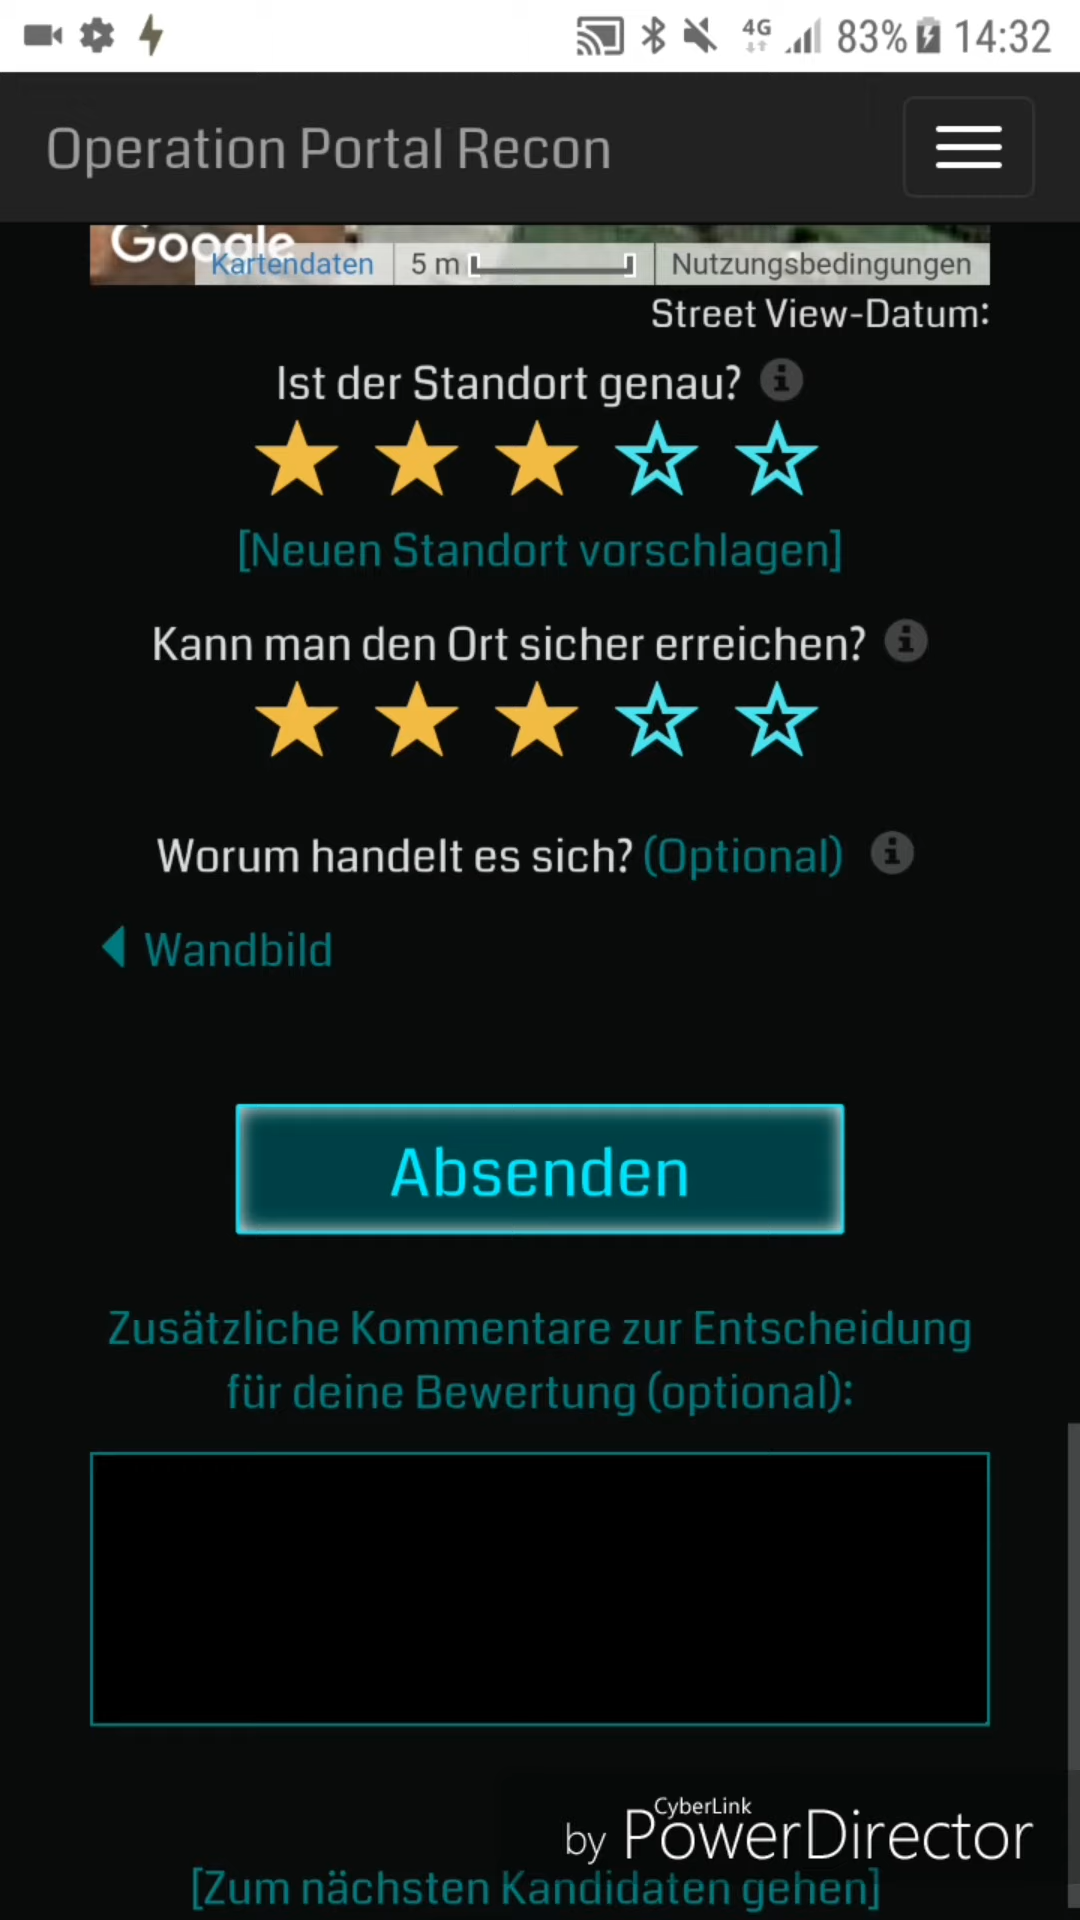 4G 83% 14:32
Operation Portal Recon
Google
Kartendaten 5 m Nutzungsbedingungen
Street View-Datum:
Ist der Standort genau?
[Neuen Standort vorschlagen]
Kann man den Ort sicher erreichen?
Worum handelt es sich? (Optional)
Wandbild
Absenden
Zusätzliche Kommentare zur Entscheidung
für deine Bewertung (optional):
CyberLink
by PowerDirector
[Zum nächsten Kandidaten gehen]